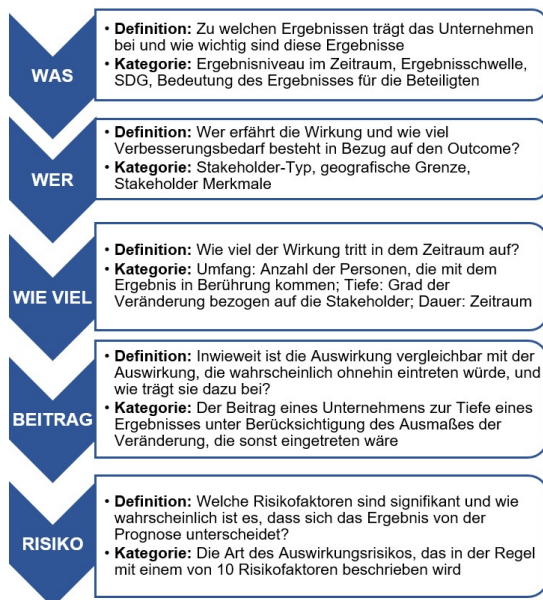 WAS
• Definition: Zu welchen Ergebnissen trägt das Unternehmen
bei und wie wichtig sind diese Ergebnisse
• Kategorie: Ergebnisniveau im Zeitraum, Ergebnisschwelle,
SDG, Bedeutung des Ergebnisses für die Beteiligten
WER
• Definition: Wer erfährt die Wirkung und wie viel
Verbesserungsbedarf besteht in Bezug auf den Outcome?
• Kategorie: Stakeholder-Typ, geografische Grenze,
Stakeholder Merkmale
WIE VIEL
• Definition: Wie viel der Wirkung tritt in dem Zeitraum auf?
• Kategorie: Umfang: Anzahl der Personen, die mit dem
Ergebnis in Berührung kommen; Tiefe: Grad der
Veränderung bezogen auf die Stakeholder; Dauer: Zeitraum
BEITRAG
• Definition: Inwieweit ist die Auswirkung vergleichbar mit der
Auswirkung, die wahrscheinlich ohnehin eintreten würde, und
wie trägt sie dazu bei?
• Kategorie: Der Beitrag eines Unternehmens zur Tiefe eines
Ergebnisses unter Berücksichtigung des Ausmaßes der
Veränderung, die sonst eingetreten wäre
RISIKO
• Definition: Welche Risikofaktoren sind signifikant und wie
wahrscheinlich ist es, dass sich das Ergebnis von der
Prognose unterscheidet?
• Kategorie: Die Art des Auswirkungsrisikos, das in der Regel
mit einem von 10 Risikofaktoren beschrieben wird